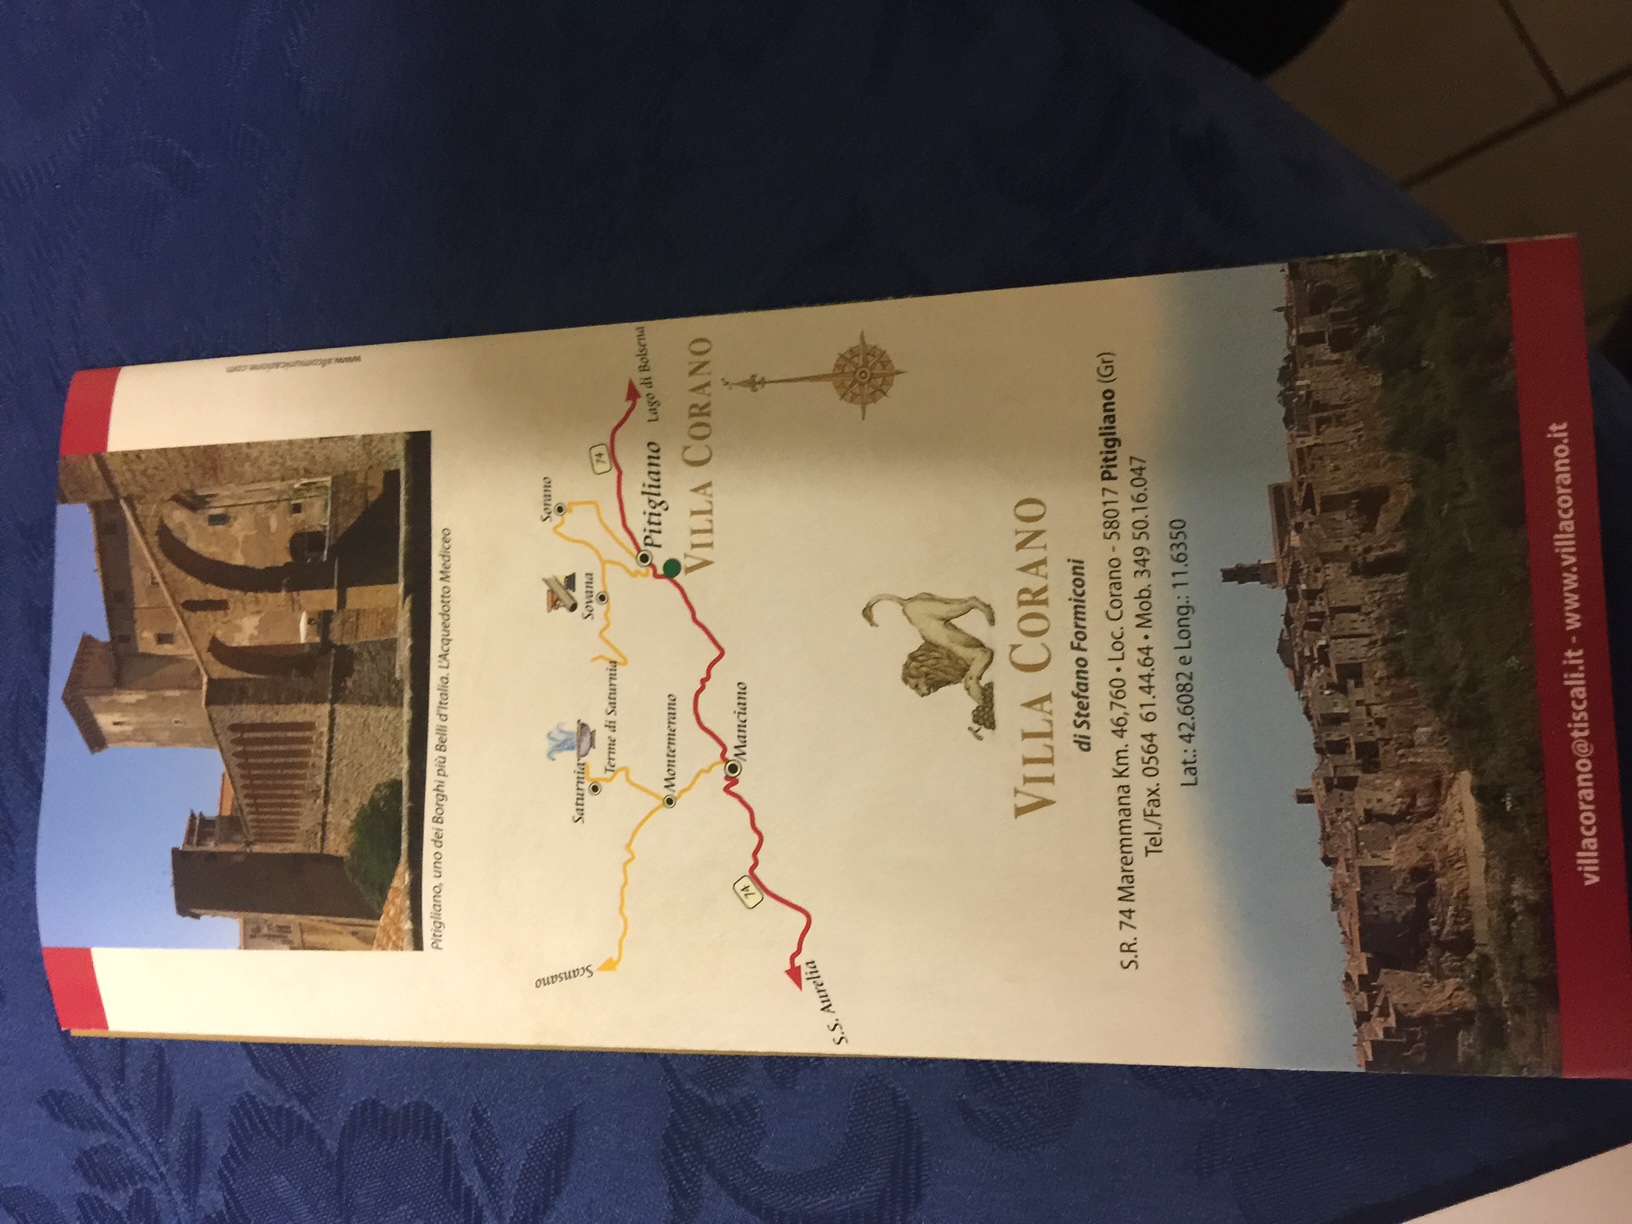 www.sfcomunicazione.com
Pitigliano, uno dei Borghi più Belli d'Italia. L'Acquedotto Mediceo
Scansano
Saturnia
Terme di Saturnia
Sovana
Sorano
74
Pitigliano
Lago di Bolsena
VILLA CORANO
Montemerano
Manciano
74
S.S. Aurelia
VILLA CORANO
di Stefano Formiconi
S.R. 74 Maremmana Km. 46,760 • Loc. Corano - 58017 Pitigliano (Gr)
Tel./Fax. 0564 61.44.64 • Mob. 349 50.16.047
Lat.: 42.6082 e Long.: 11.6350
villacorano@tiscali.it - www.villacorano.it